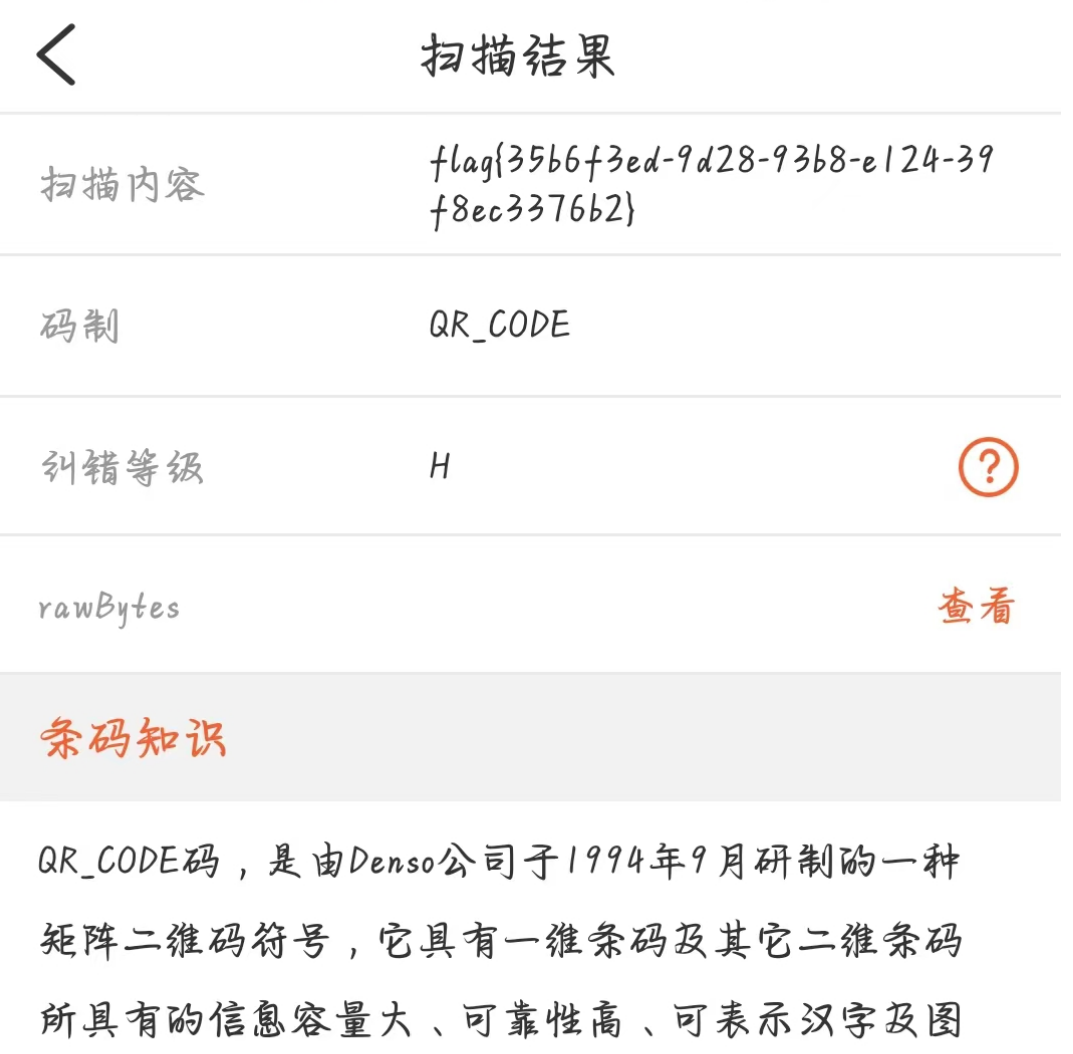 扫描结果
扫描内容
flag{35b6f3ed-9d28-93b8-e124-39
f8ec3376b2}
码制
QR_CODE
纠错等级
H
?
rawBytes
查看
条码知识
QR_CODE码，是由Denso公司于1994年9月研制的一种
矩阵二维码符号，它具有一维条码及其它二维条码
所具有的信息容量大、可靠性高、可表示汉字及图